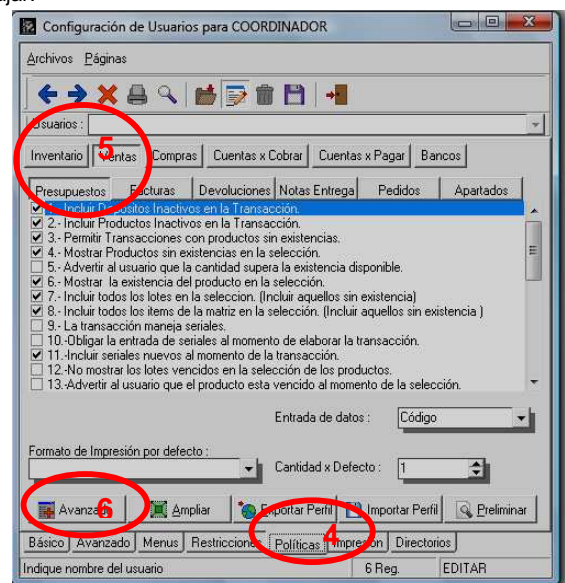 Configuración de Usuarios para COORDINADOR
Archivos Páginas
Usuarios :
5
Inventario Ventas Compras Cuentas x Cobrar Cuentas x Pagar Bancos
Presupuestos Facturas Devoluciones Notas Entrega Pedidos Apartados
1.- Incluir Depósitos Inactivos en la Transacción.
2.- Incluir Productos Inactivos en la Transacción.
3.- Permitir Transacciones con productos sin existencias.
4.- Mostrar Productos sin existencias en la selección.
5.- Advertir al usuario que la cantidad supera la existencia disponible.
6.- Mostrar la existencia del producto en la selección.
7.- Incluir todos los lotes en la seleccion. (Incluir aquellos sin existencia)
8.- Incluir todos los items de la matriz en la selección. (Incluir aquellos sin existencia )
9.- La transacción maneja seriales.
10.-Obligar la entrada de seriales al momento de elaborar la transacción.
11.-Incluir seriales nuevos al momento de la transacción.
12.-No mostrar los lotes vencidos en la selección de los productos.
13.-Advertir al usuario que el producto esta vencido al momento de la selección.
Entrada de datos : Código
Formato de Impresión por defecto :
Cantidad x Defecto : 1
Avanzado 6 Ampliar Exportar Perfil Importar Perfil Preliminar
Básico Avanzado Menus Restricciones Políticas 4 Impresión Directorios
Indique nombre del usuario 6 Reg. EDITAR